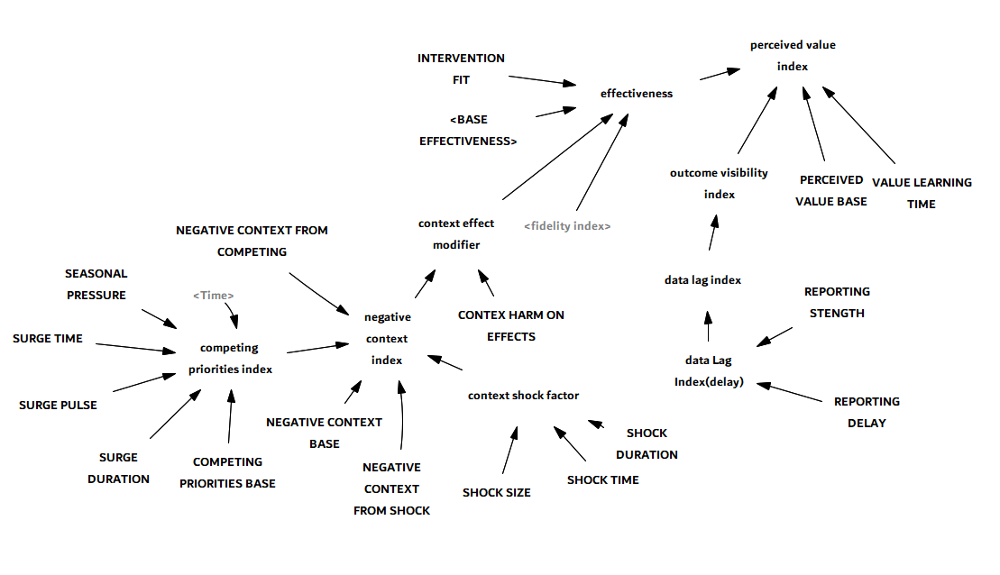 perceived value
index
INTERVENTION
FIT
effectiveness
<BASE
EFFECTIVENESS>
outcome visibility
index
PERCEIVED
VALUE BASE
VALUE LEARNING
TIME
NEGATIVE CONTEXT FROM
COMPETING
context effect
modifier
<fidelity index>
SEASONAL
PRESSURE
<Time>
data lag index
REPORTING
STENGTH
negative
context
index
CONTEX HARM ON
EFFECTS
SURGE TIME
competing
priorities index
data Lag
Index(delay)
context shock factor
SURGE PULSE
REPORTING
DELAY
NEGATIVE CONTEXT
BASE
SHOCK
DURATION
SURGE
DURATION
COMPETING
PRIORITIES BASE
NEGATIVE
CONTEXT
FROM SHOCK
SHOCK SIZE
SHOCK TIME